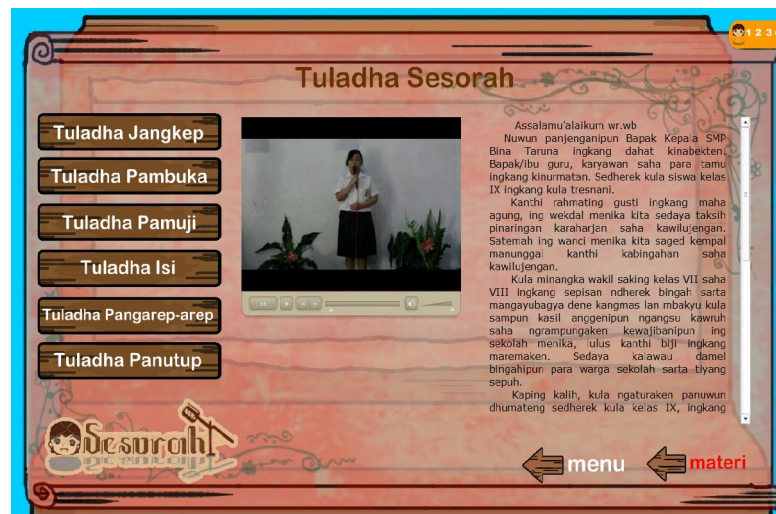 1 2 3
Tuladha Sesorah
Tuladha Jangkep
Tuladha Pambuka
Tuladha Pamuji
Tuladha Isi
Tuladha Pangarep-arep
Tuladha Panutup
Assalamu'alaikum wr.wb
Nuwun panjenganipun Bapak Kepala SMP
Bina Taruna ingkang dahat kinabekten.
Bapak/ibu guru, karyawan saha para tamu
ingkang kinurmatan. Sedherek kula siswa kelas
IX ingkang kula tresnani.
Kanthi rahmating gusti ingkang maha
agung, ing wekdal menika kita sedaya taksih
pinaringan karaharjan saha kawilujengan.
Satemah ing wanci menika kita saged kempal
manunggal kanthi kabingahan saha
kawilujengan.
Kula minangka wakil saking kelas VII saha
VIII ingkang sepisan ndherek bingah sarta
mangayubagya dene kangmas lan mbakyu kula
sampun kasil anggenipun ngangsu kawruh
saha ngrampungaken kewajibanipun ing
sekolah menika, lulus kanthi biji ingkang
maremaken. Sedaya kalawau damel
bingahipun para warga sekolah sarta tiyang
sepuh.
Kaping kalih, kula ngaturaken panuwun
dhumateng sedherek kula kelas IX, ingkang
Sesorah
menu
materi